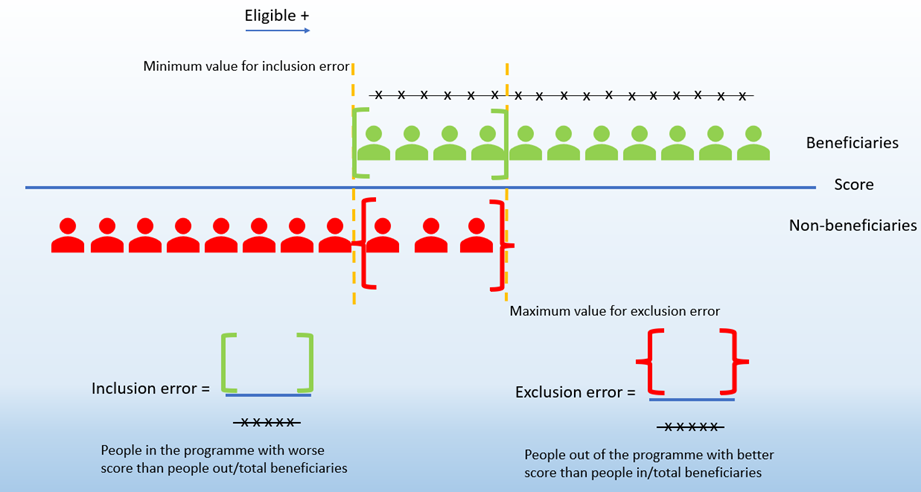 Eligible +
Minimum value for inclusion error
x x x x x x x x x x x x x x x x x
Beneficiaries
Score
Non-beneficiaries
Maximum value for exclusion error
Inclusion error =
x x x x x
People in the programme with worse
score than people out/total beneficiaries
Exclusion error =
x x x x x
People out of the programme with better
score than people in/total beneficiaries